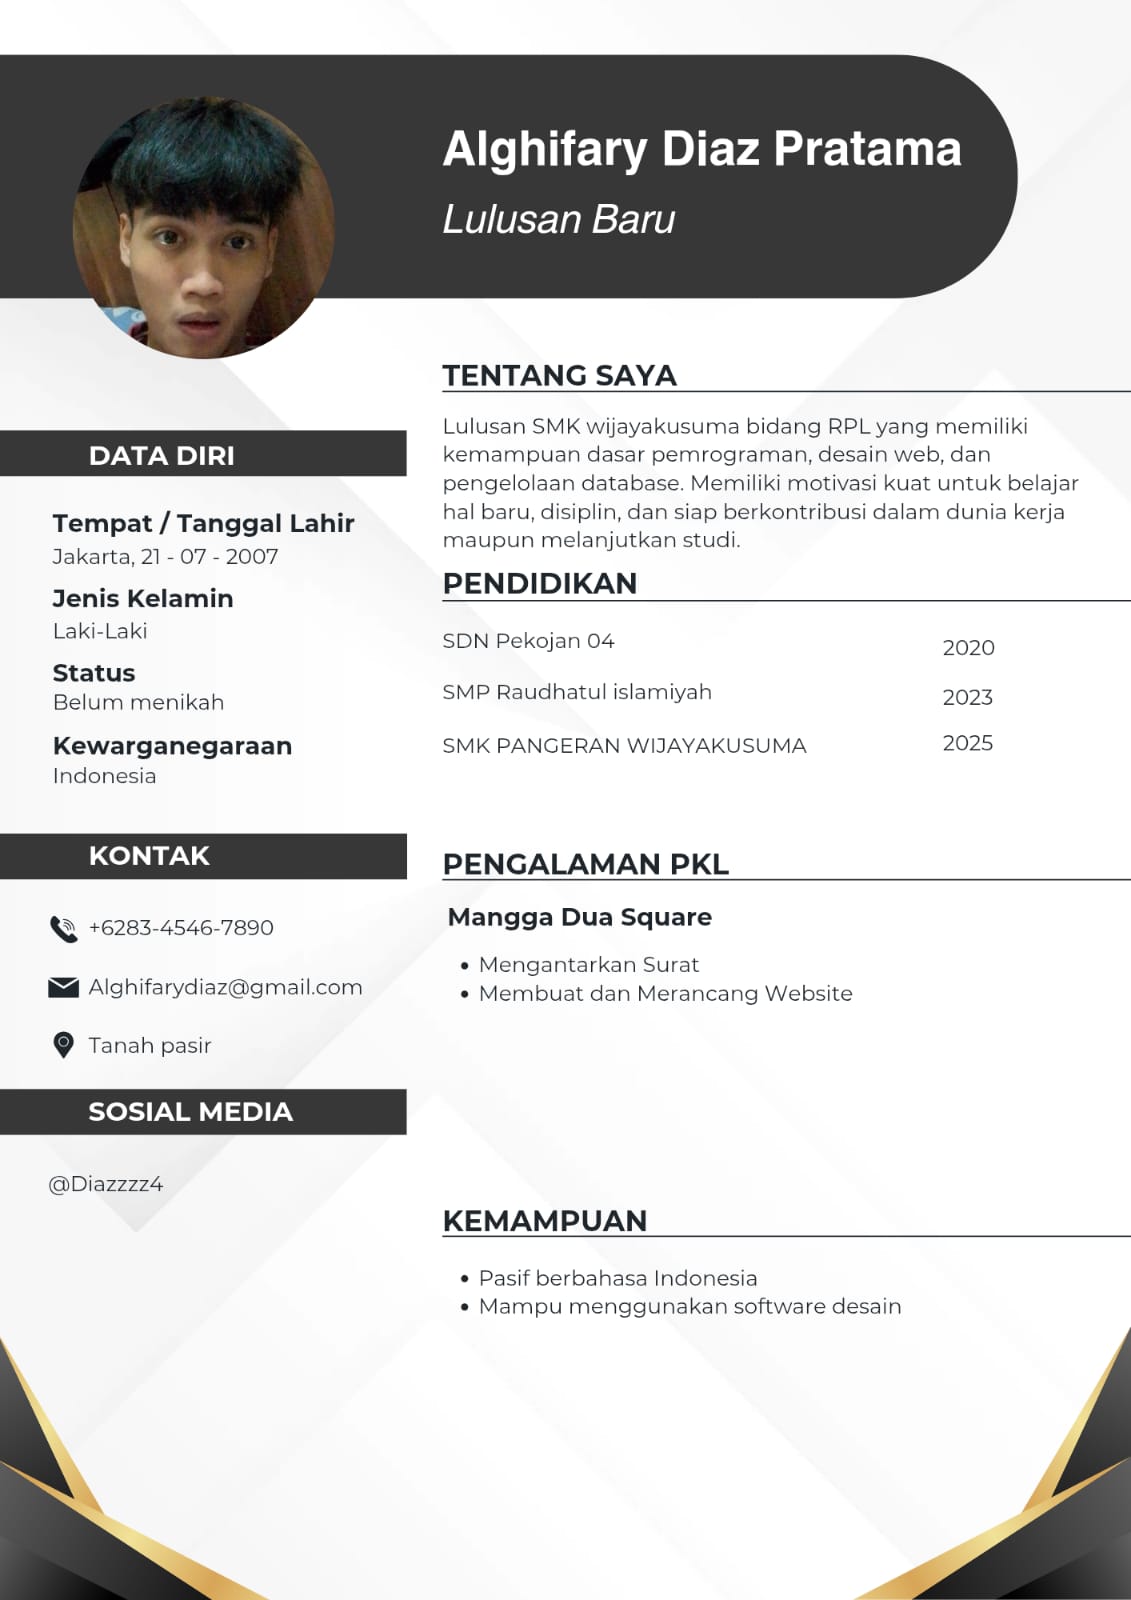 Alghifary Diaz Pratama
Lulusan Baru
DATA DIRI
Tempat / Tanggal Lahir
Jakarta, 21 - 07 - 2007
Jenis Kelamin
Laki-Laki
Status
Belum menikah
Kewarganegaraan
Indonesia
KONTAK
+6283-4546-7890
Alghifarydiaz@gmail.com
Tanah pasir
SOSIAL MEDIA
@Diazzzz4
TENTANG SAYA
Lulusan SMK wijayakusuma bidang RPL yang memiliki
kemampuan dasar pemrograman, desain web, dan
pengelolaan database. Memiliki motivasi kuat untuk belajar
hal baru, disiplin, dan siap berkontribusi dalam dunia kerja
maupun melanjutkan studi.
PENDIDIKAN
SDN Pekojan 04 2020
SMP Raudhatul islamiyah 2023
SMK PANGERAN WIJAYAKUSUMA 2025
PENGALAMAN PKL
Mangga Dua Square
• Mengantarkan Surat
• Membuat dan Merancang Website
KEMAMPUAN
• Pasif berbahasa Indonesia
• Mampu menggunakan software desain